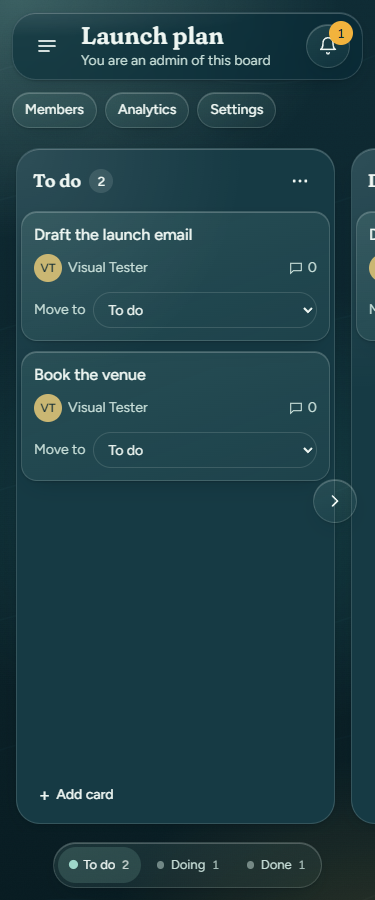 Launch plan
1
You are an admin of this board
Members Analytics Settings
To do 2
Draft the launch email
VT Visual Tester 0
Move to To do
Book the venue
VT Visual Tester 0
Move to To do
+ Add card
To do 2 Doing 1 Done 1